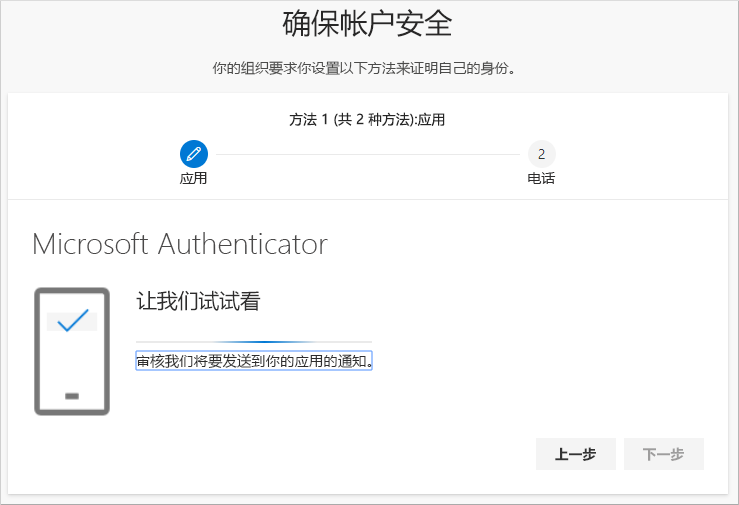 确保帐户安全
你的组织要求你设置以下方法来证明自己的身份。
方法 1 (共 2 种方法):应用
2
应用
电话
Microsoft Authenticator
让我们试试看
审核我们将要发送到你的应用的通知。
上一步
下一步